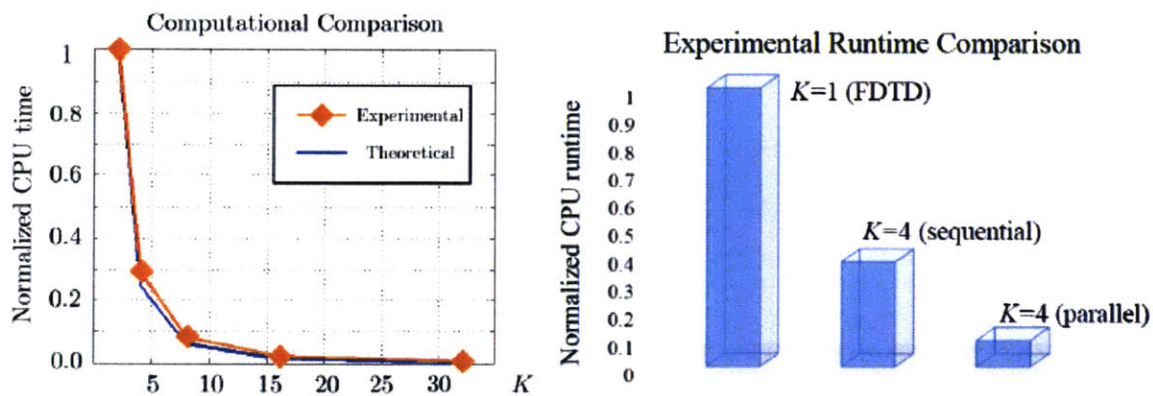 Computational Comparison
Normalized CPU time
1
0.8
0.6
0.4
0.2
0.0
5 10 15 20 25 30 K
Experimental
Theoretical
Experimental Runtime Comparison
Normalized CPU runtime
1
0.9
0.8
0.7
0.6
0.5
0.4
0.3
0.2
0.1
0
K=1 (FDTD)
K=4 (sequential)
K=4 (parallel)